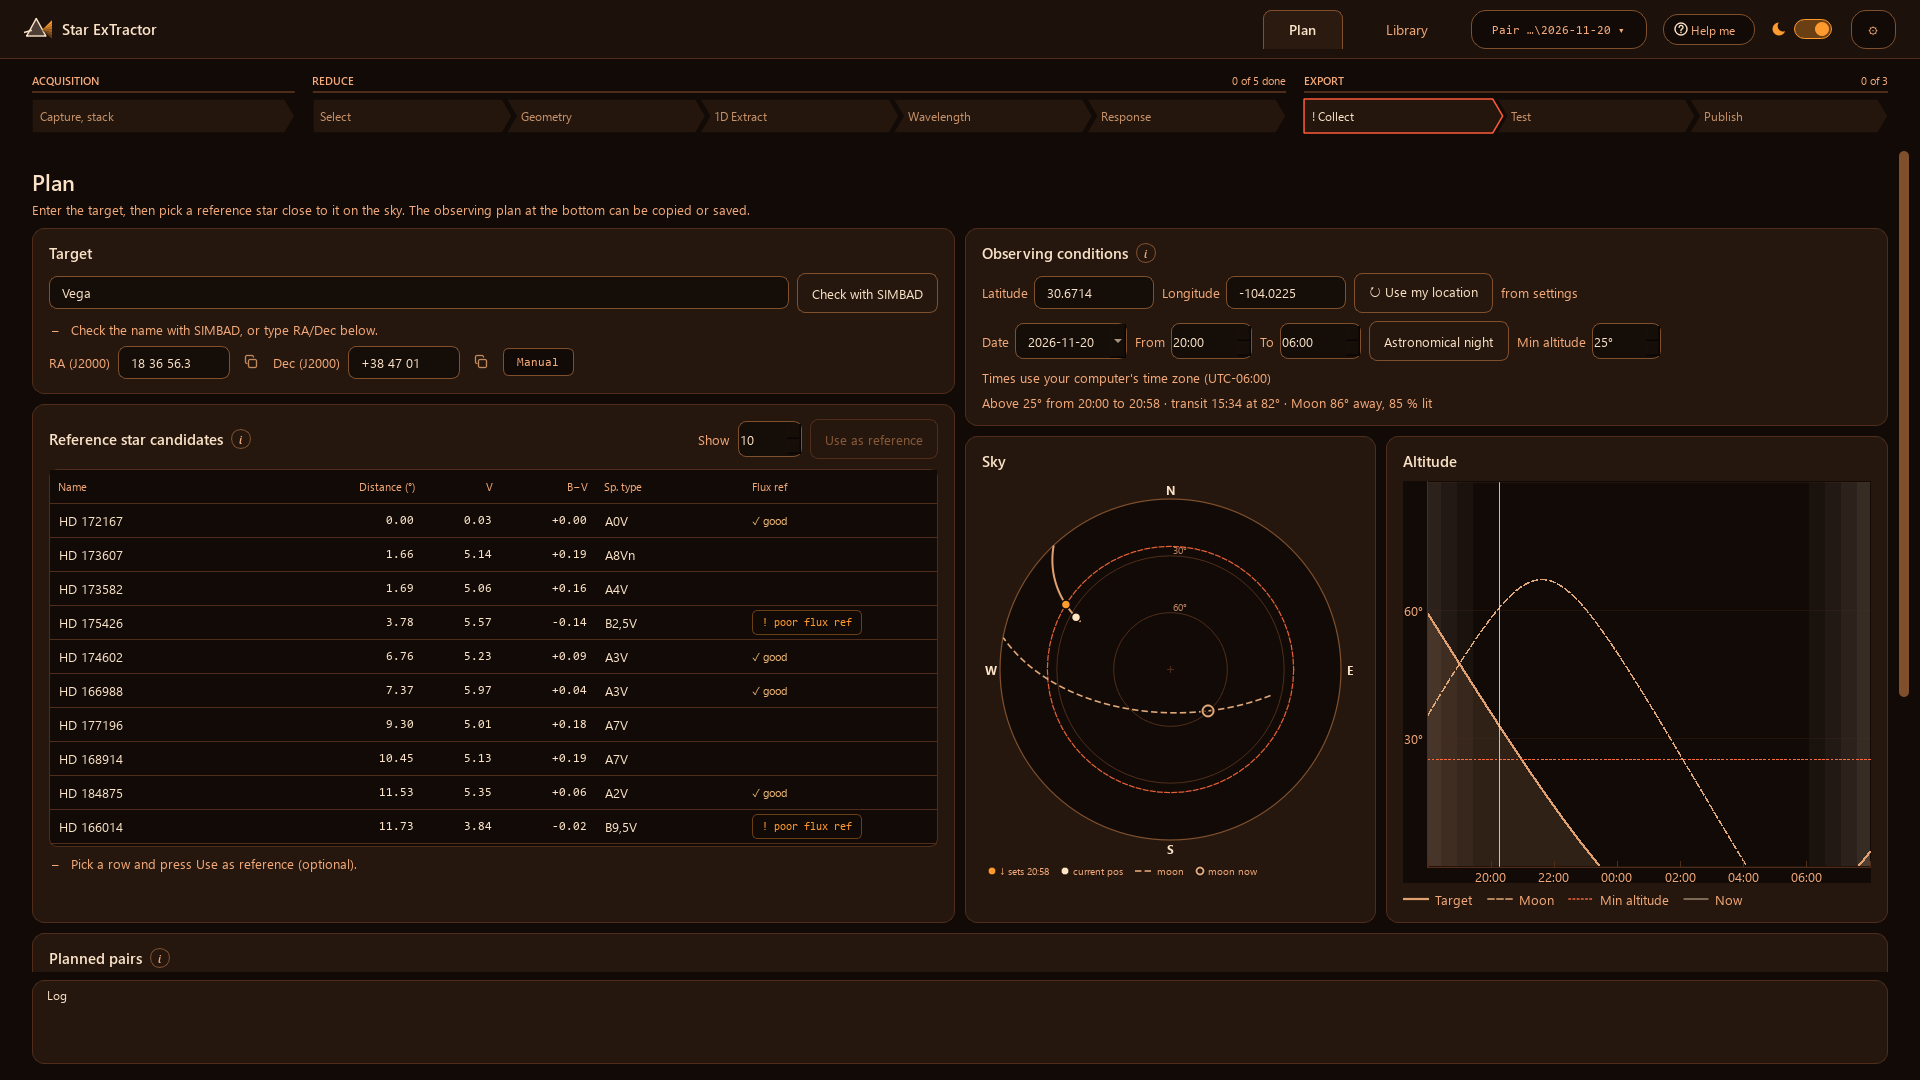 Star ExTractor
Plan
Library
Pair …\2026-11-20 ▾
? Help me
ACQUISITION
REDUCE
0 of 5 done
EXPORT
0 of 3
Capture, stack
Select
Geometry
1D Extract
Wavelength
Response
! Collect
Test
Publish
Plan
Enter the target, then pick a reference star close to it on the sky. The observing plan at the bottom can be copied or saved.
Target
Vega
Check with SIMBAD
– Check the name with SIMBAD, or type RA/Dec below.
RA (J2000) 18 36 56.3 Dec (J2000) +38 47 01 Manual
Observing conditions i
Latitude 30.6714 Longitude -104.0225 Use my location from settings
Date 2026-11-20 From 20:00 To 06:00 Astronomical night Min altitude 25°
Times use your computer's time zone (UTC-06:00)
Above 25° from 20:00 to 20:58 · transit 15:34 at 82° · Moon 86° away, 85 % lit
Reference star candidates i
Show 10 Use as reference
Name Distance (°) V B−V Sp. type Flux ref
HD 172167 0.00 0.03 +0.00 A0V ✓ good
HD 173607 1.66 5.14 +0.19 A8Vn
HD 173582 1.69 5.06 +0.16 A4V
HD 175426 3.78 5.57 -0.14 B2,5V ! poor flux ref
HD 174602 6.76 5.23 +0.09 A3V ✓ good
HD 166988 7.37 5.97 +0.04 A3V ✓ good
HD 177196 9.30 5.01 +0.18 A7V
HD 168914 10.45 5.13 +0.19 A7V
HD 184875 11.53 5.35 +0.06 A2V ✓ good
HD 166014 11.73 3.84 -0.02 B9,5V ! poor flux ref
– Pick a row and press Use as reference (optional).
Sky
N
30°
60°
W
E
S
↓ sets 20:58 current pos moon moon now
Altitude
60°
30°
20:00 22:00 00:00 02:00 04:00 06:00
Target Moon Min altitude Now
Planned pairs i
Log